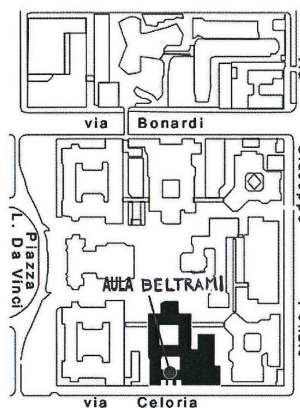 via Bonardi
Piazza
L. Da Vinci
AULA BELTRAMI
via Celoria